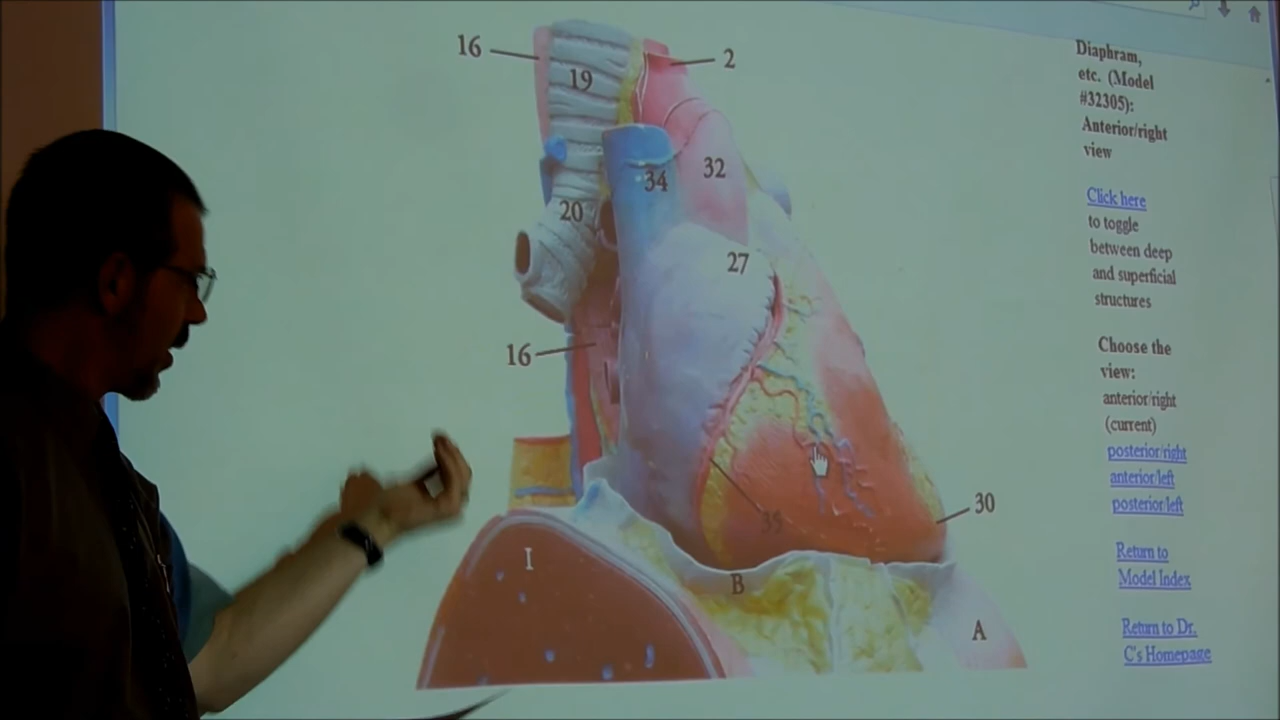 16
2
19
32
34
20
27
16
35
30
I
B
A
Diaphram,
etc. (Model
#32305):
Anterior/right
view
Click here
to toggle
between deep
and superficial
structures
Choose the
view:
anterior/right
(current)
posterior/right
anterior/left
posterior/left
Return to
Model Index
Return to Dr.
C's Homepage